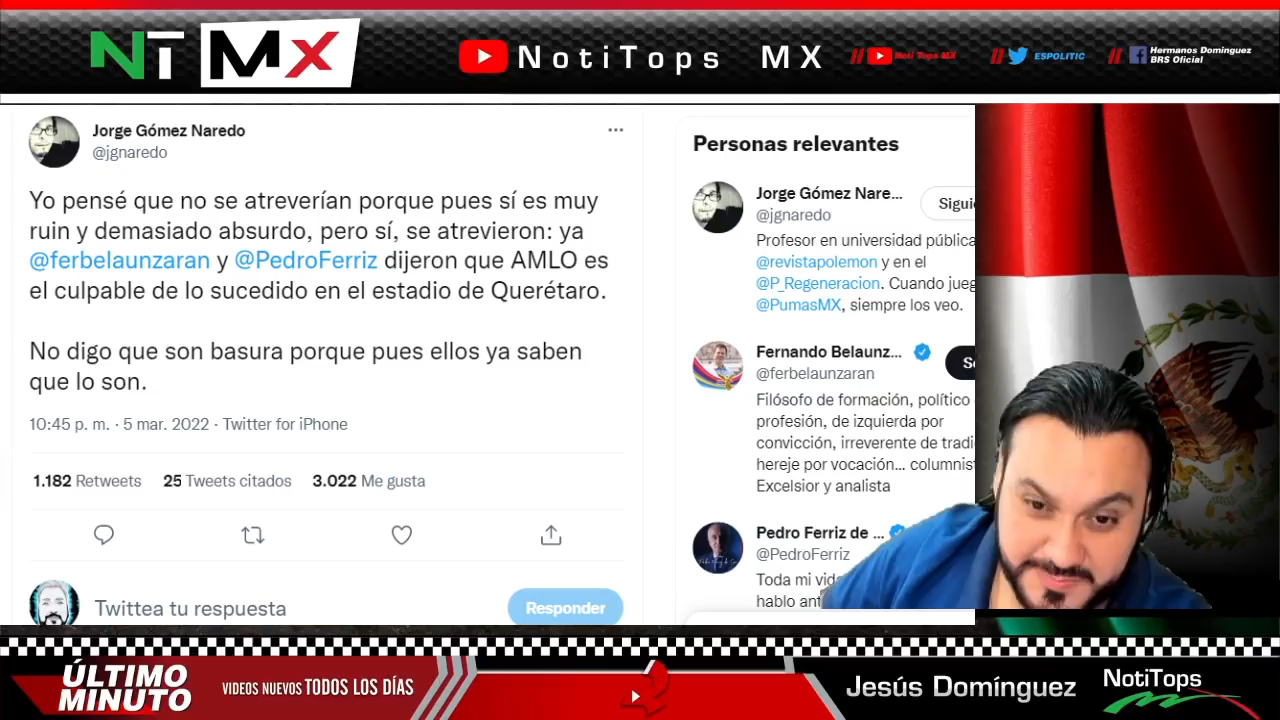 NT MX
NotiTops MX
Noti Tops MX
ESPOLITIC
Hermanos Domínguez
BRS Oficial
Jorge Gómez Naredo
@jgnaredo
Yo pensé que no se atreverían porque pues sí es muy
ruin y demasiado absurdo, pero sí, se atrevieron: ya
@ferbelaunzaran y @PedroFerriz dijeron que AMLO es
el culpable de lo sucedido en el estadio de Querétaro.
No digo que son basura porque pues ellos ya saben
que lo son.
10:45 p. m. · 5 mar. 2022 · Twitter for iPhone
1.182 Retweets 25 Tweets citados 3.022 Me gusta
Twittea tu respuesta
Responder
Personas relevantes
Jorge Gómez Nare...
@jgnaredo
Siguie
Profesor en universidad pública
@revistapolemon y en el
@P_Regeneracion. Cuando jueg
@PumasMX, siempre los veo.
Fernando Belaunz...
@ferbelaunzaran
Se
Filósofo de formación, político
profesión, de izquierda por
convicción, irreverente de tradi
hereje por vocación... columnist
Excelsior y analista
Pedro Ferriz de ...
@PedroFerriz
Toda mi vida
hablo ant
ÚLTIMO
MINUTO
VIDEOS NUEVOS TODOS LOS DÍAS
Jesús Domínguez
NotiTops